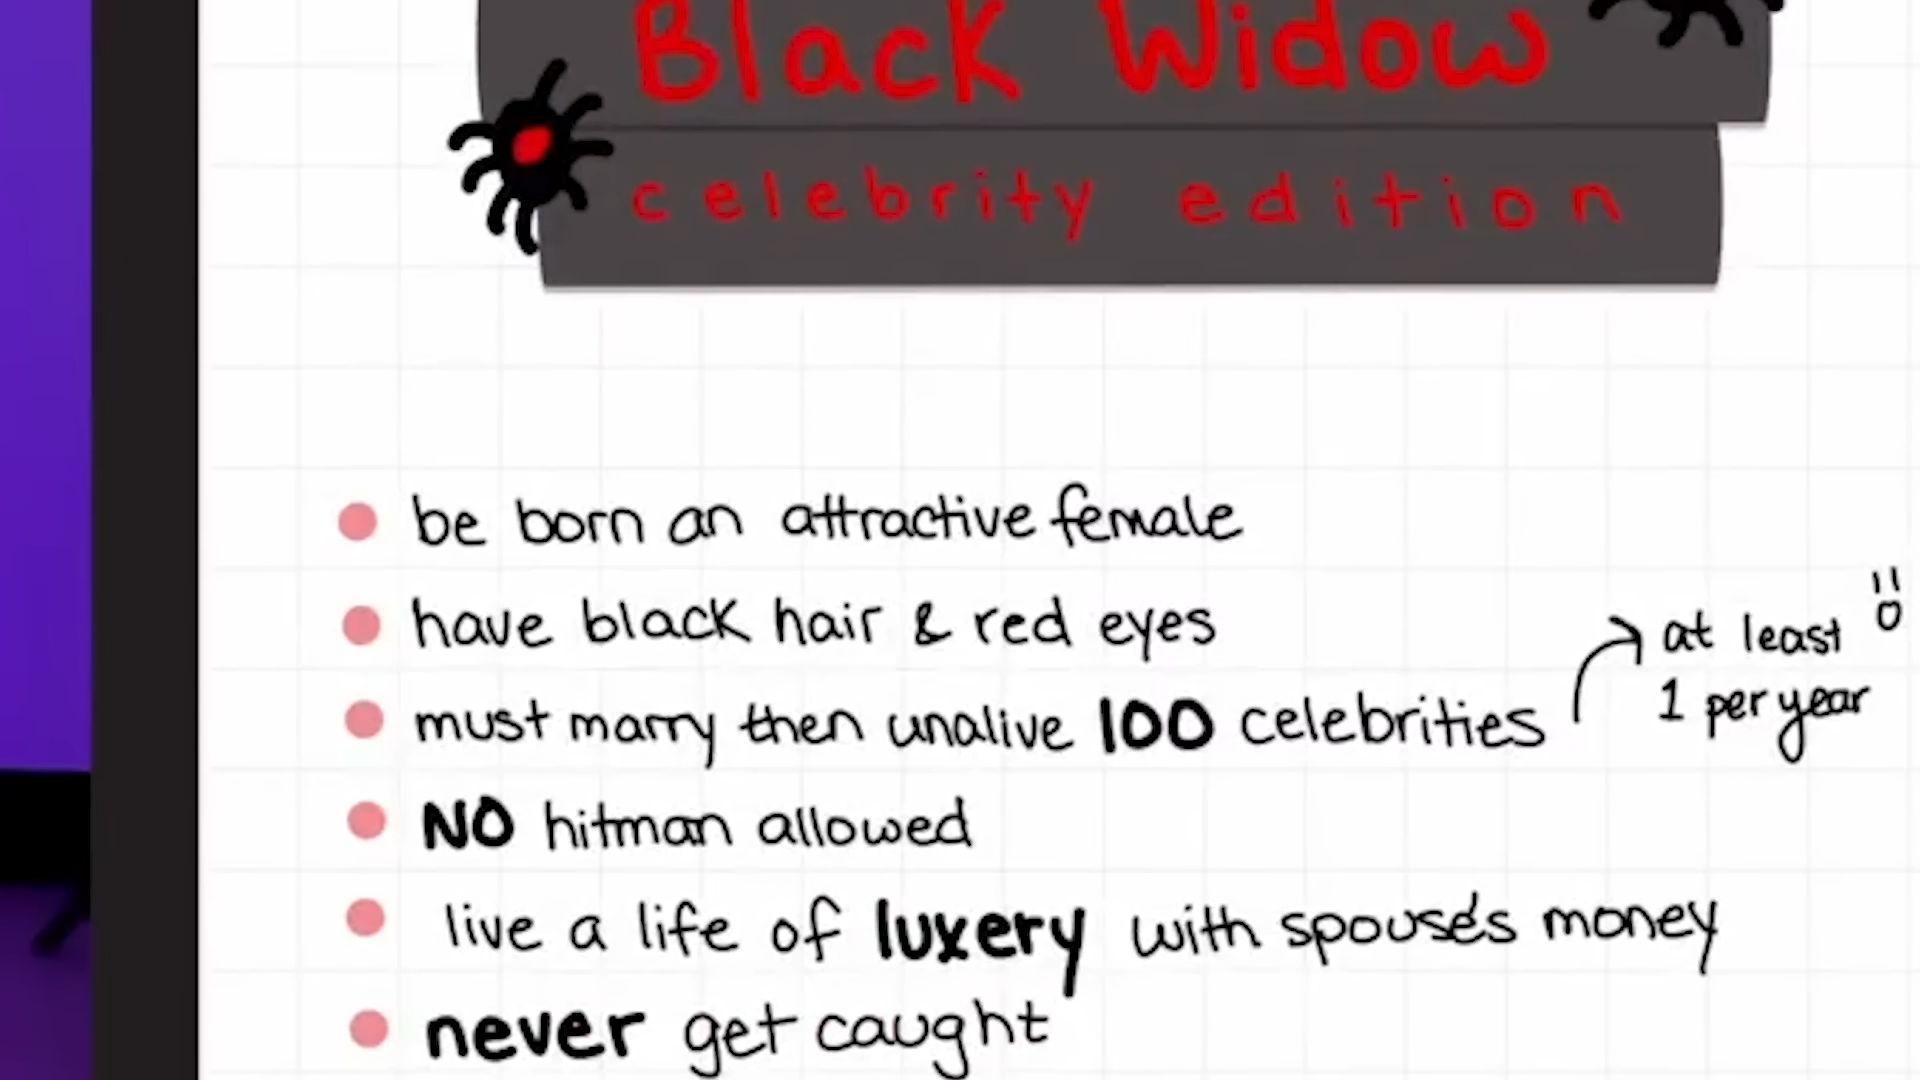 Black Widow
celebrity edition
be born an attractive female
have black hair & red eyes
must marry then unalive 100 celebrities
at least
1 per year
NO hitman allowed
live a life of luxery with spouse's money
never get caught